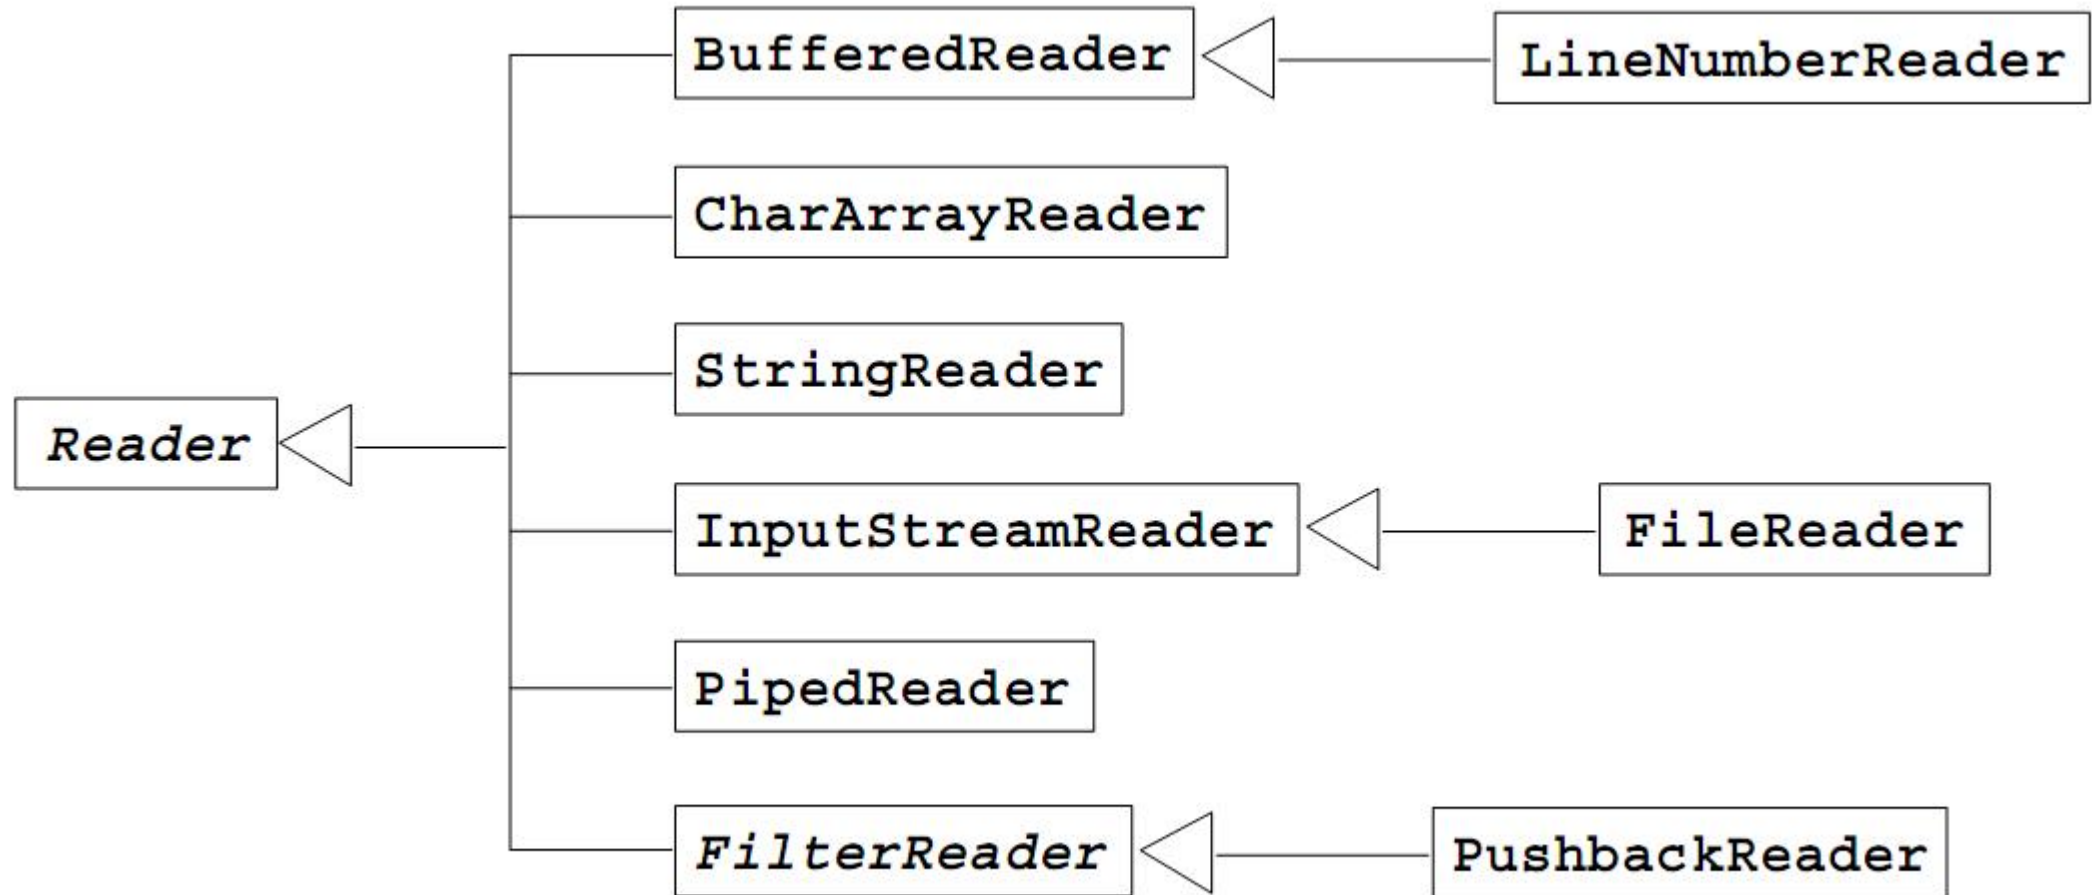 BufferedReader
LineNumberReader
CharArrayReader
StringReader
Reader
InputStreamReader
FileReader
PipedReader
FilterReader
PushbackReader